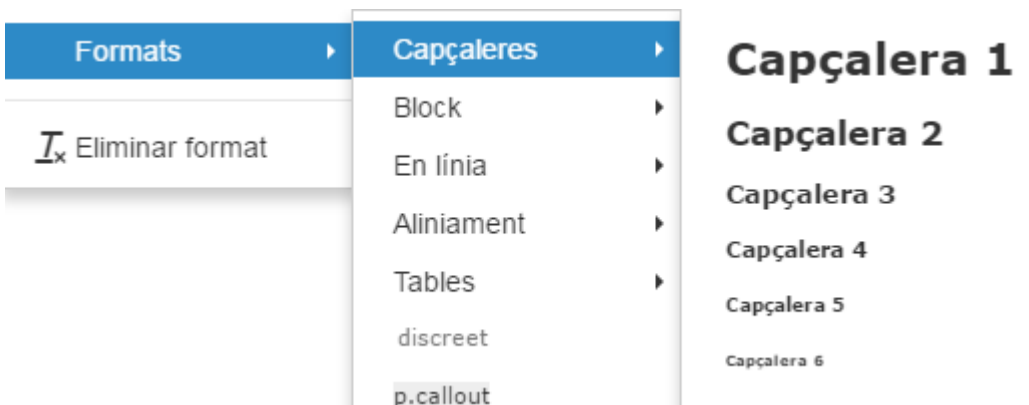 Formats
Eliminar format
Capçaleres
Block
En línia
Aliniament
Tables
discreet
p.callout
Capçalera 1
Capçalera 2
Capçalera 3
Capçalera 4
Capçalera 5
Capçalera 6